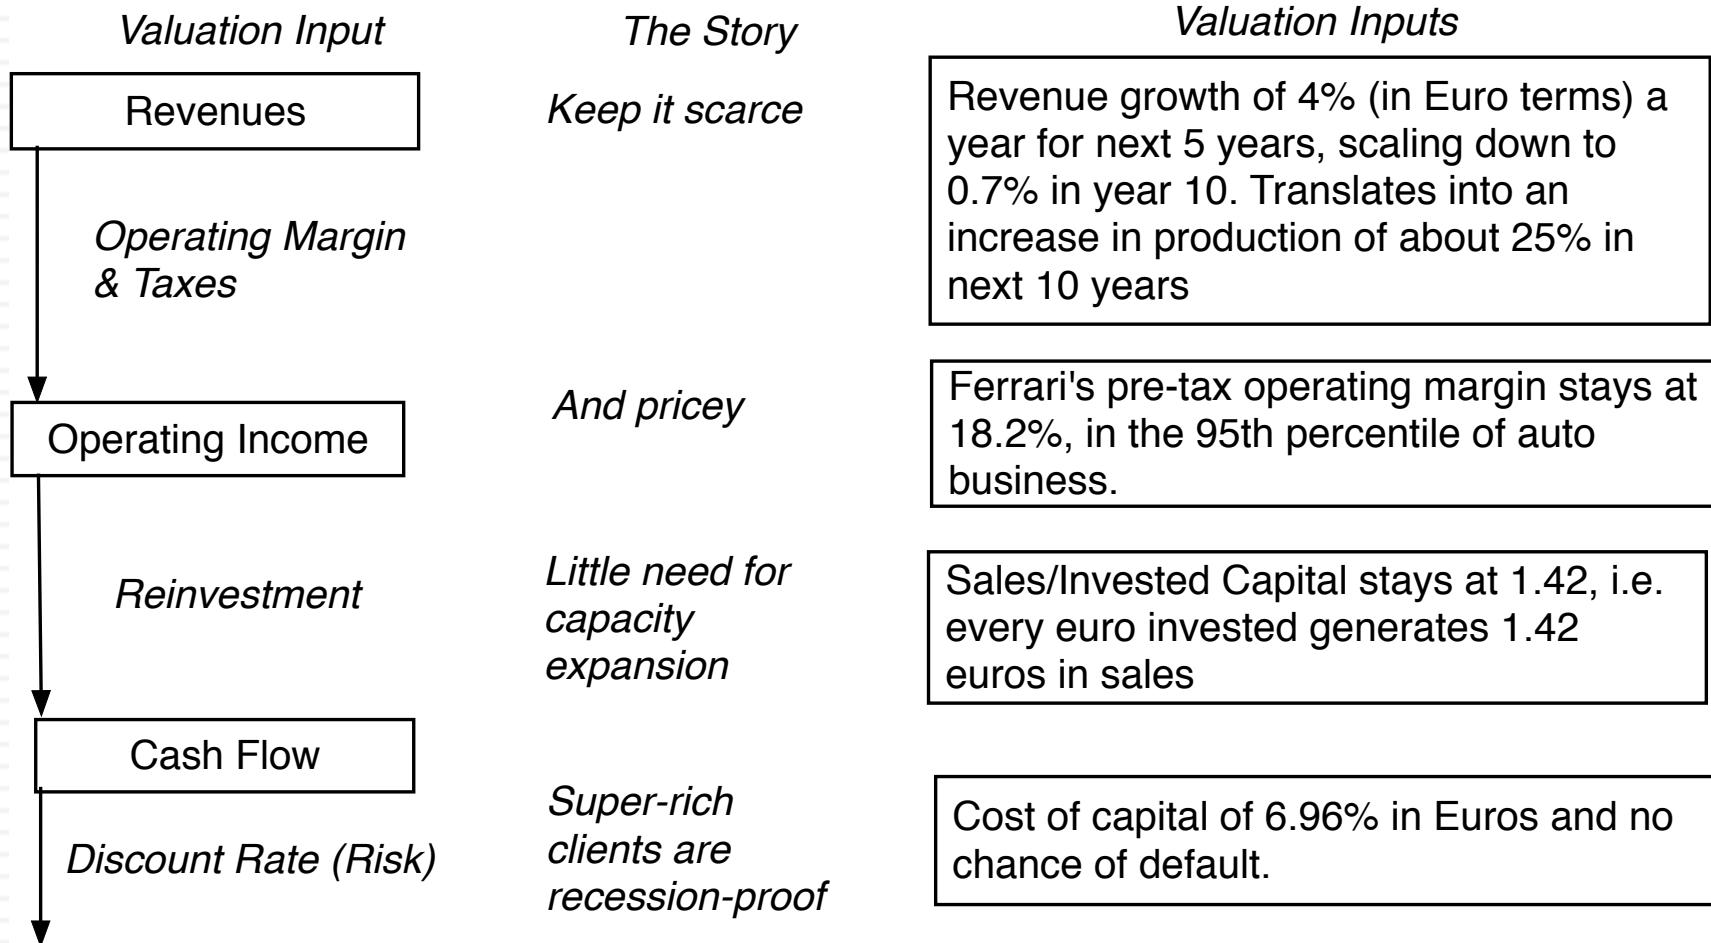 Valuation Input
The Story
Valuation Inputs
Revenues
Keep it scarce
Revenue growth of 4% (in Euro terms) a
year for next 5 years, scaling down to
0.7% in year 10. Translates into an
increase in production of about 25% in
next 10 years
Operating Margin
& Taxes
Operating Income
And pricey
Ferrari's pre-tax operating margin stays at
18.2%, in the 95th percentile of auto
business.
Reinvestment
Little need for
capacity
expansion
Sales/Invested Capital stays at 1.42, i.e.
every euro invested generates 1.42
euros in sales
Cash Flow
Discount Rate (Risk)
Super-rich
clients are
recession-proof
Cost of capital of 6.96% in Euros and no
chance of default.